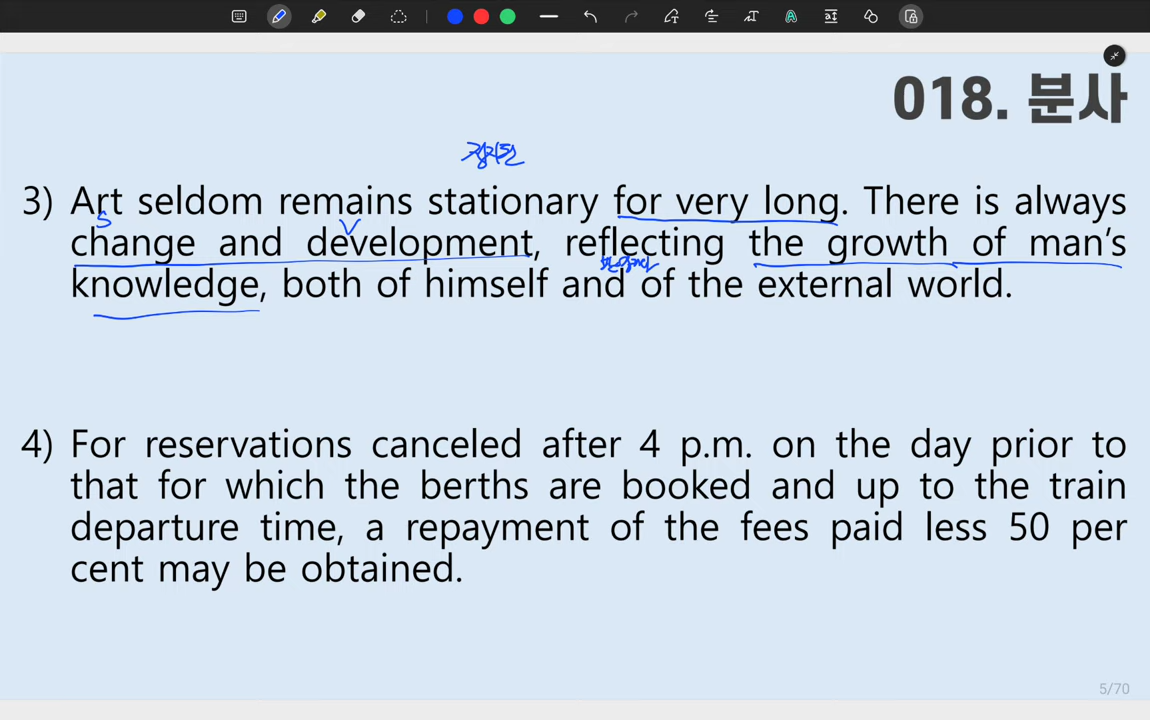 018. 분사
정지한
3) Art seldom remains stationary for very long. There is always
S V
change and development, reflecting the growth of man's
knowledge, both of himself and of the external world.
4) For reservations canceled after 4 p.m. on the day prior to
that for which the berths are booked and up to the train
departure time, a repayment of the fees paid less 50 per
cent may be obtained.
5/70